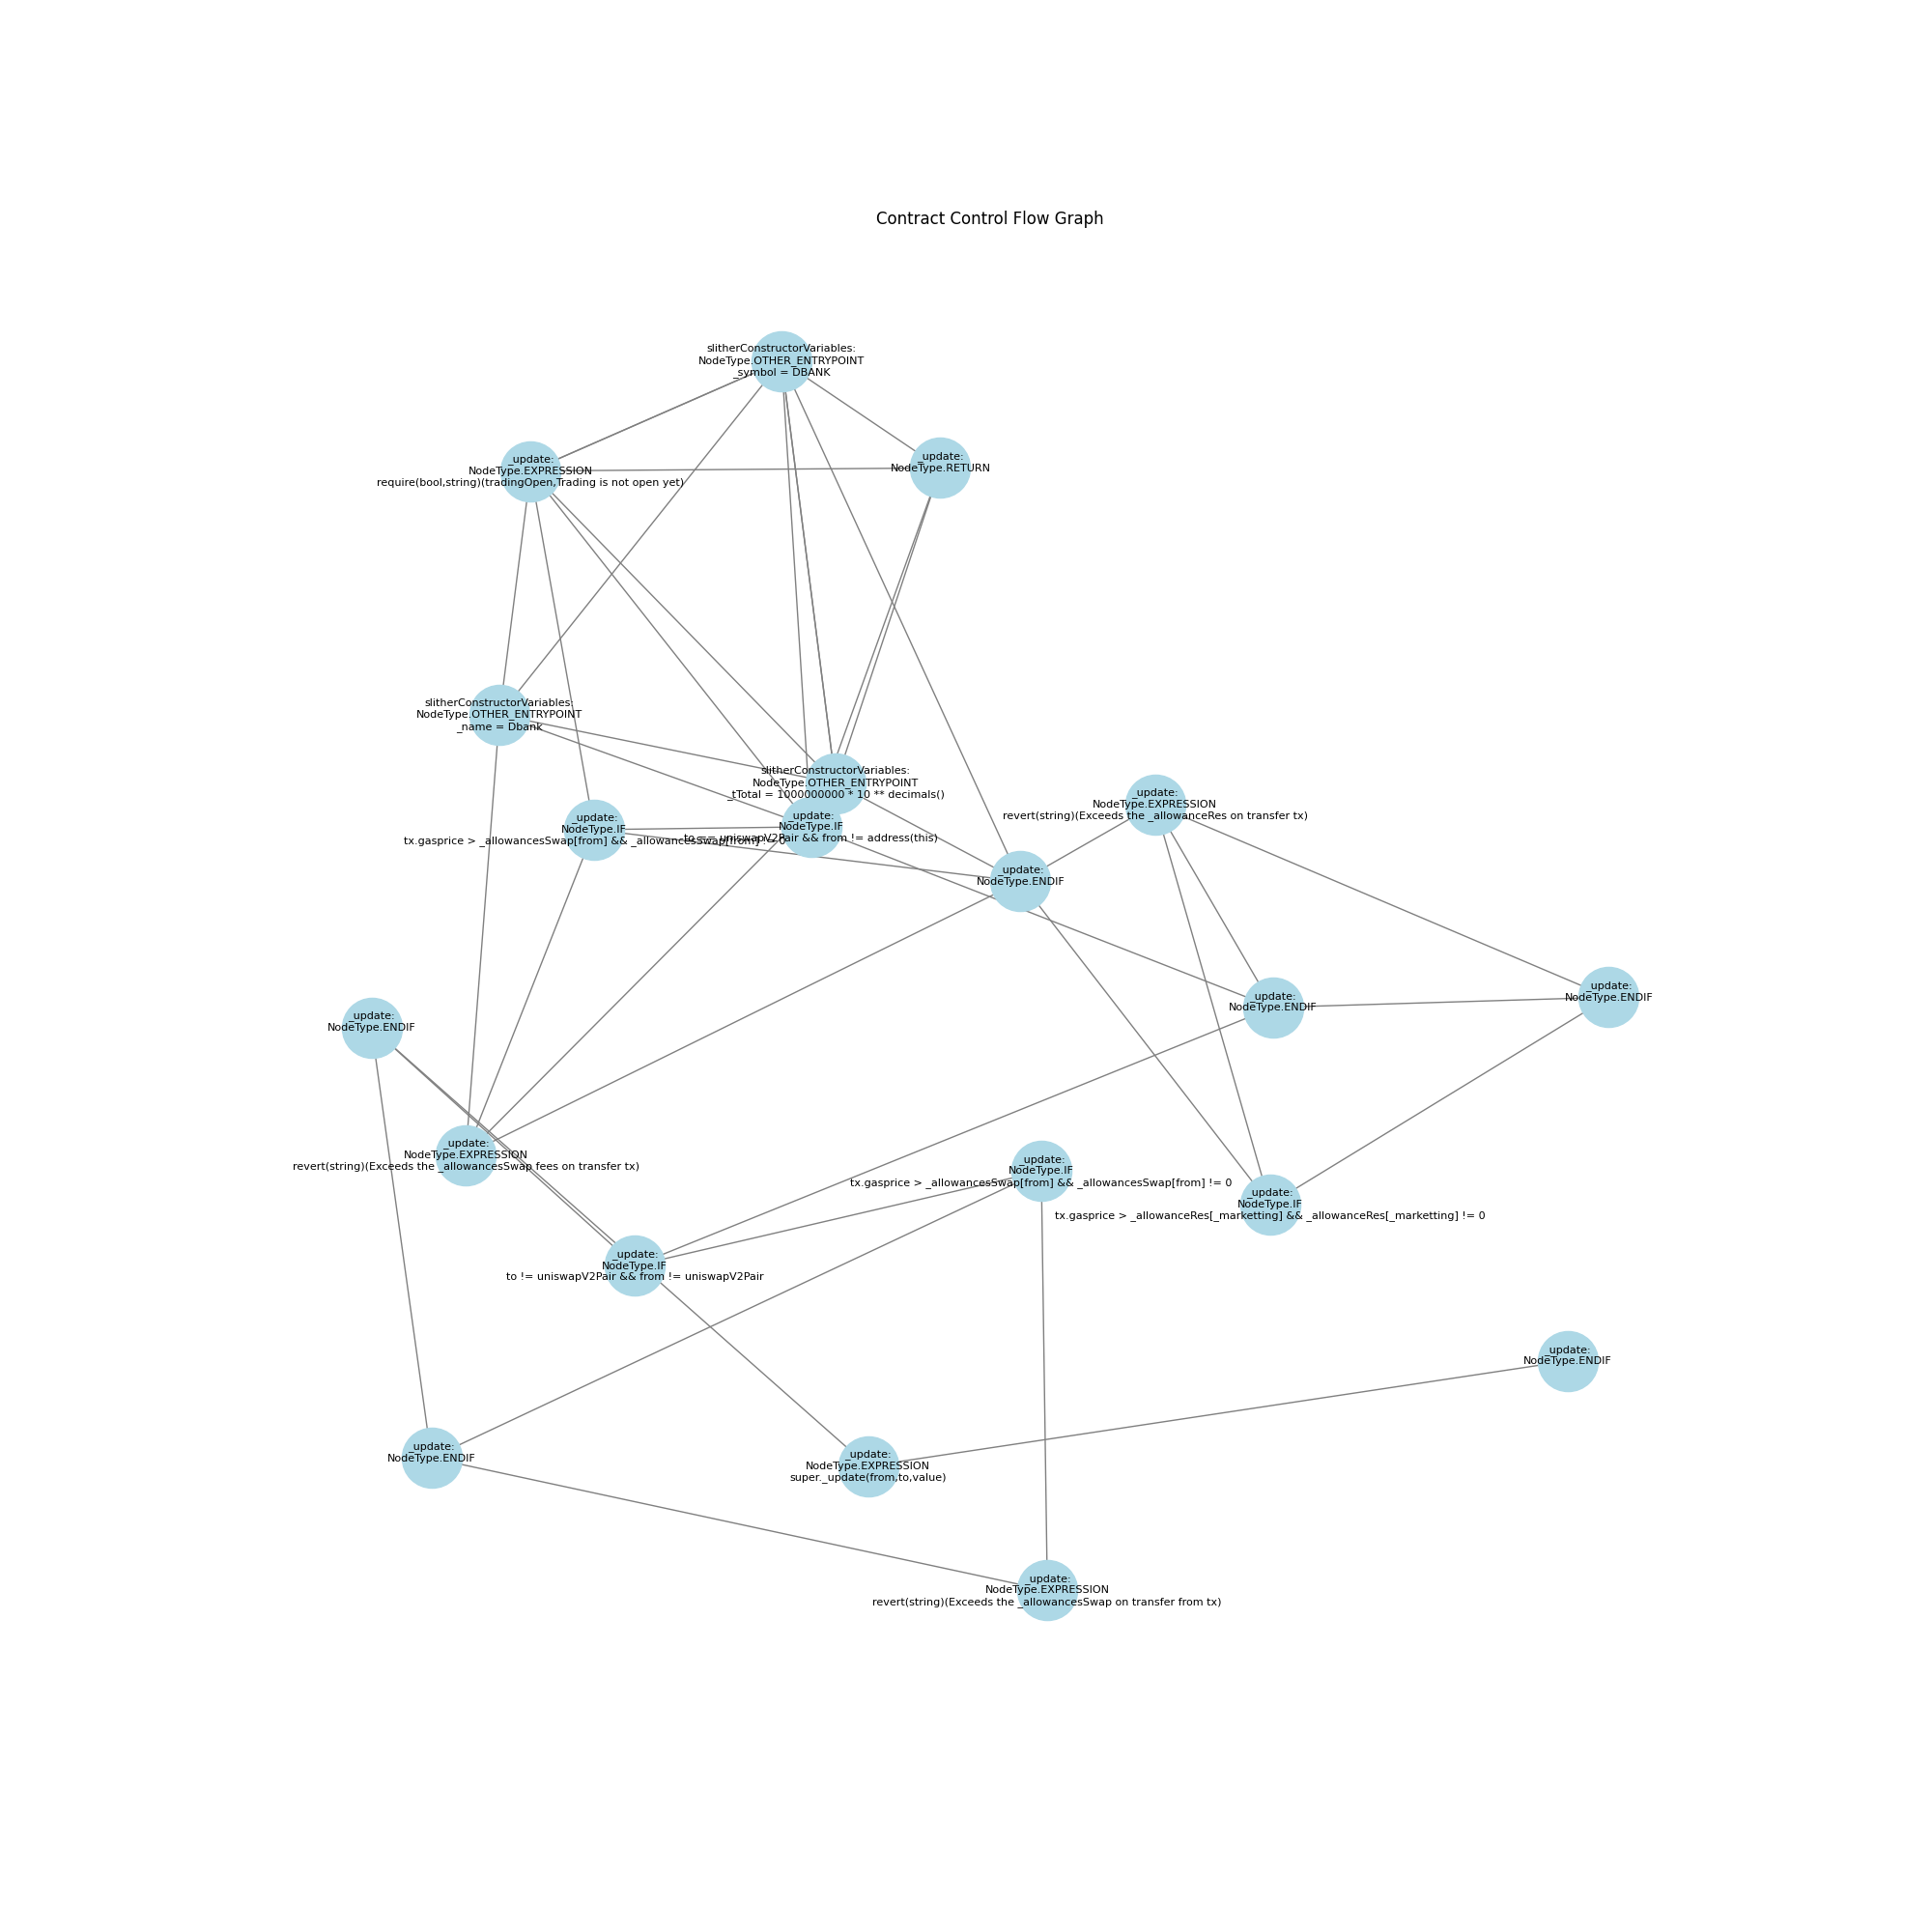 Contract Control Flow Graph
slitherConstructorVariables:
NodeType.OTHER_ENTRYPOINT
_symbol = DBANK
_update:
NodeType.EXPRESSION
require(bool,string)(tradingOpen,Trading is not open yet)
_update:
NodeType.RETURN
slitherConstructorVariables:
NodeType.OTHER_ENTRYPOINT
_name = Dbank
slitherConstructorVariables:
NodeType.OTHER_ENTRYPOINT
_tTotal = 1000000000 * 10 ** decimals()
_update:
NodeType.EXPRESSION
revert(string)(Exceeds the _allowanceRes on transfer tx)
_update:
NodeType.IF
tx.gasprice > _allowancesSwap[from] && _allowancesSwap[from] != 0
_update:
NodeType.IF
to == uniswapV2Pair && from != address(this)
_update:
NodeType.ENDIF
_update:
NodeType.ENDIF
_update:
NodeType.ENDIF
_update:
NodeType.ENDIF
_update:
NodeType.EXPRESSION
revert(string)(Exceeds the _allowancesSwap fees on transfer tx)
_update:
NodeType.IF
tx.gasprice > _allowancesSwap[from] && _allowancesSwap[from] != 0
_update:
NodeType.IF
tx.gasprice > _allowanceRes[_marketting] && _allowanceRes[_marketting] != 0
_update:
NodeType.IF
to != uniswapV2Pair && from != uniswapV2Pair
_update:
NodeType.ENDIF
_update:
NodeType.ENDIF
_update:
NodeType.EXPRESSION
super._update(from,to,value)
_update:
NodeType.EXPRESSION
revert(string)(Exceeds the _allowancesSwap on transfer from tx)